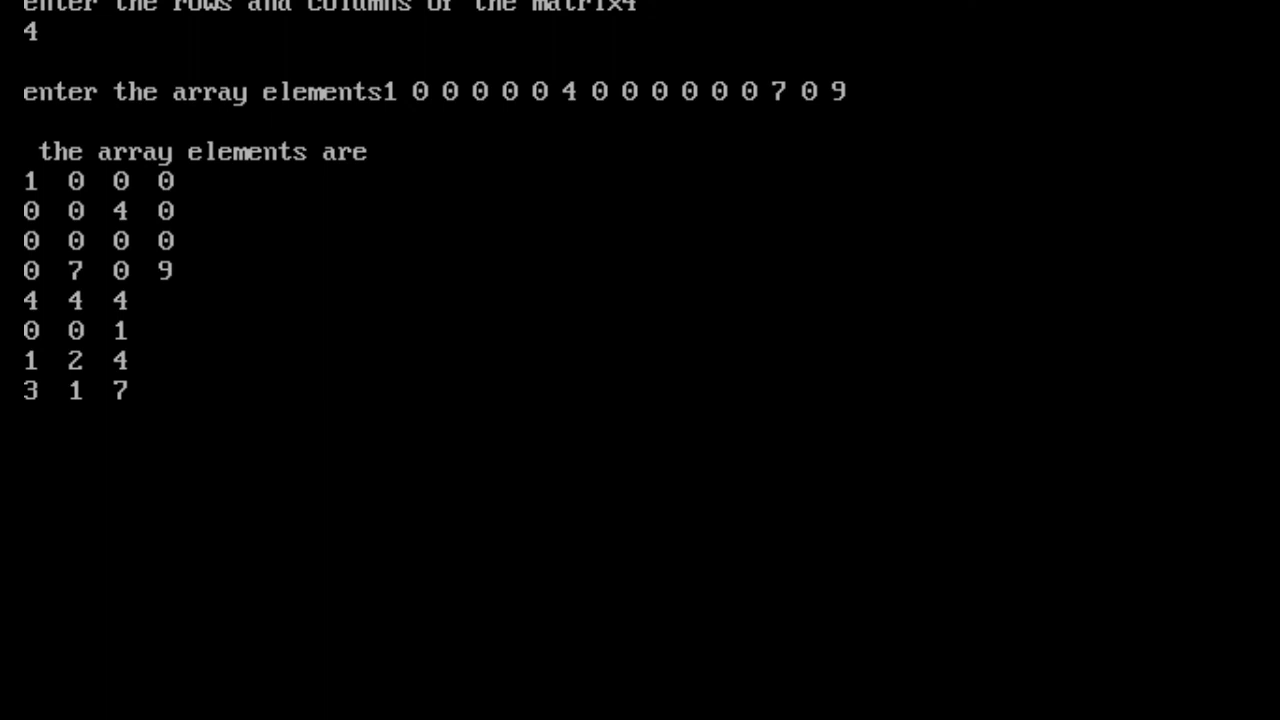 enter the rows and columns of the matrix4
4
enter the array elements1 0 0 0 0 0 4 0 0 0 0 0 0 7 0 9
the array elements are
1 0 0 0
0 0 4 0
0 0 0 0
0 7 0 9
4 4 4
0 0 1
1 2 4
3 1 7